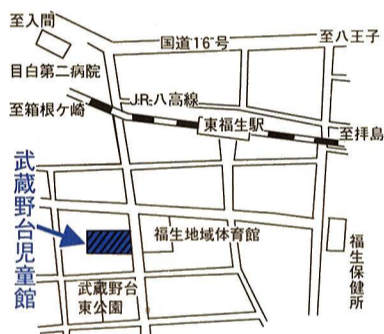 至入間
国道16号
至八王子
目白第二病院
至箱根ケ崎
JR八高線
東福生駅
至拝島
武蔵野台児童館
福生地域体育館
福生保健所
武蔵野台
東公園